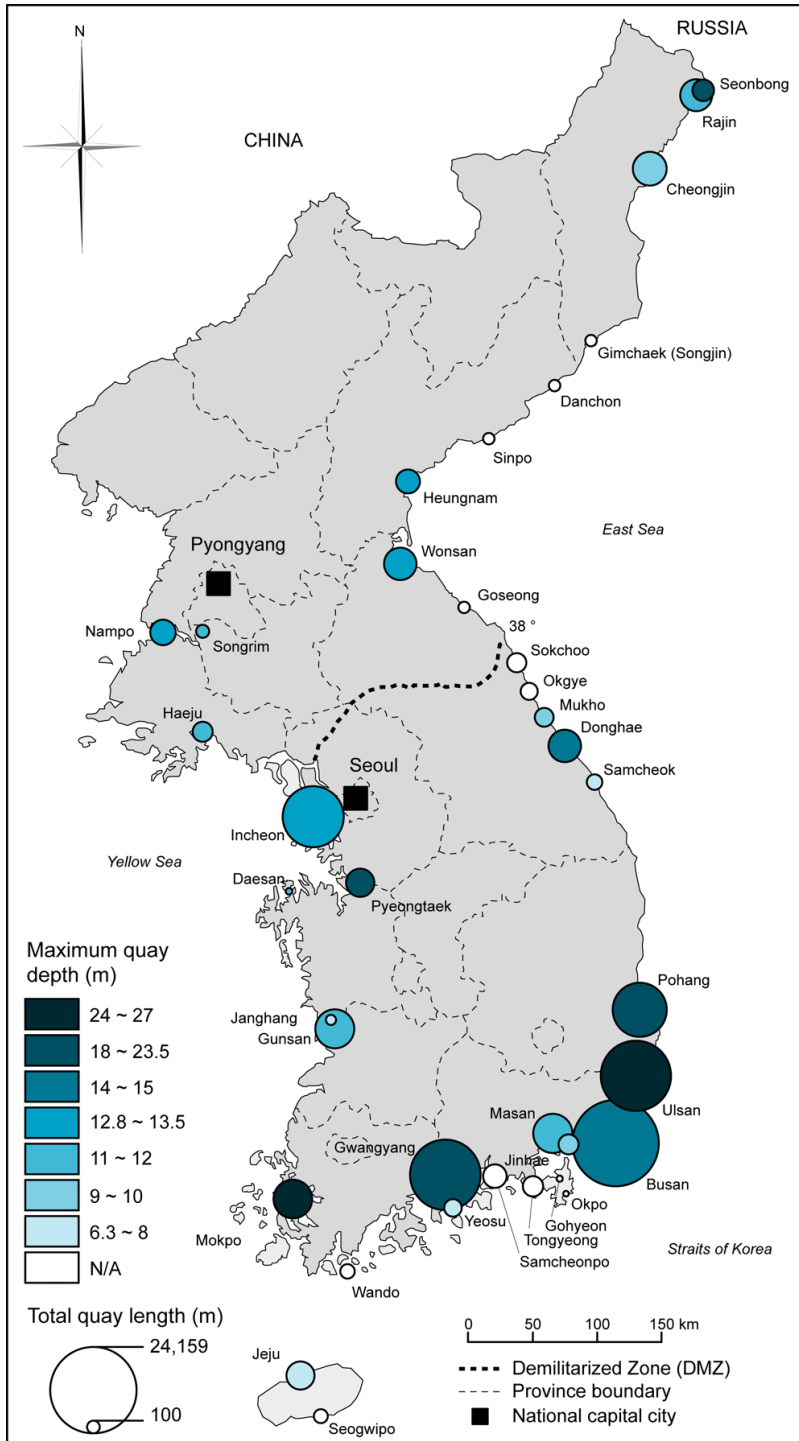 N
RUSSIA
CHINA
Seonbong
Rajin
Cheongjin
Gimchaek (Songjin)
Danchon
Sinpo
Heungnam
East Sea
Pyongyang
Wonsan
Goseong
38 °
Nampo
Songrim
Sokchoo
Okgye
Mukho
Haeju
Donghae
Seoul
Samcheok
Incheon
Yellow Sea
Daesan
Pyeongtaek
Maximum quay
depth (m)
24 ~ 27
18 ~ 23.5
14 ~ 15
12.8 ~ 13.5
11 ~ 12
9 ~ 10
6.3 ~ 8
N/A
Pohang
Janghang
Gunsan
Ulsan
Masan
Gwangyang
Jinhae
Busan
Okpo
Yeosu
Gohyeon
Tongyeong
Mokpo
Samcheonpo
Straits of Korea
Wando
Total quay length (m)
24,159
100
Jeju
Seogwipo
0 50 100 150 km
Demilitarized Zone (DMZ)
Province boundary
National capital city